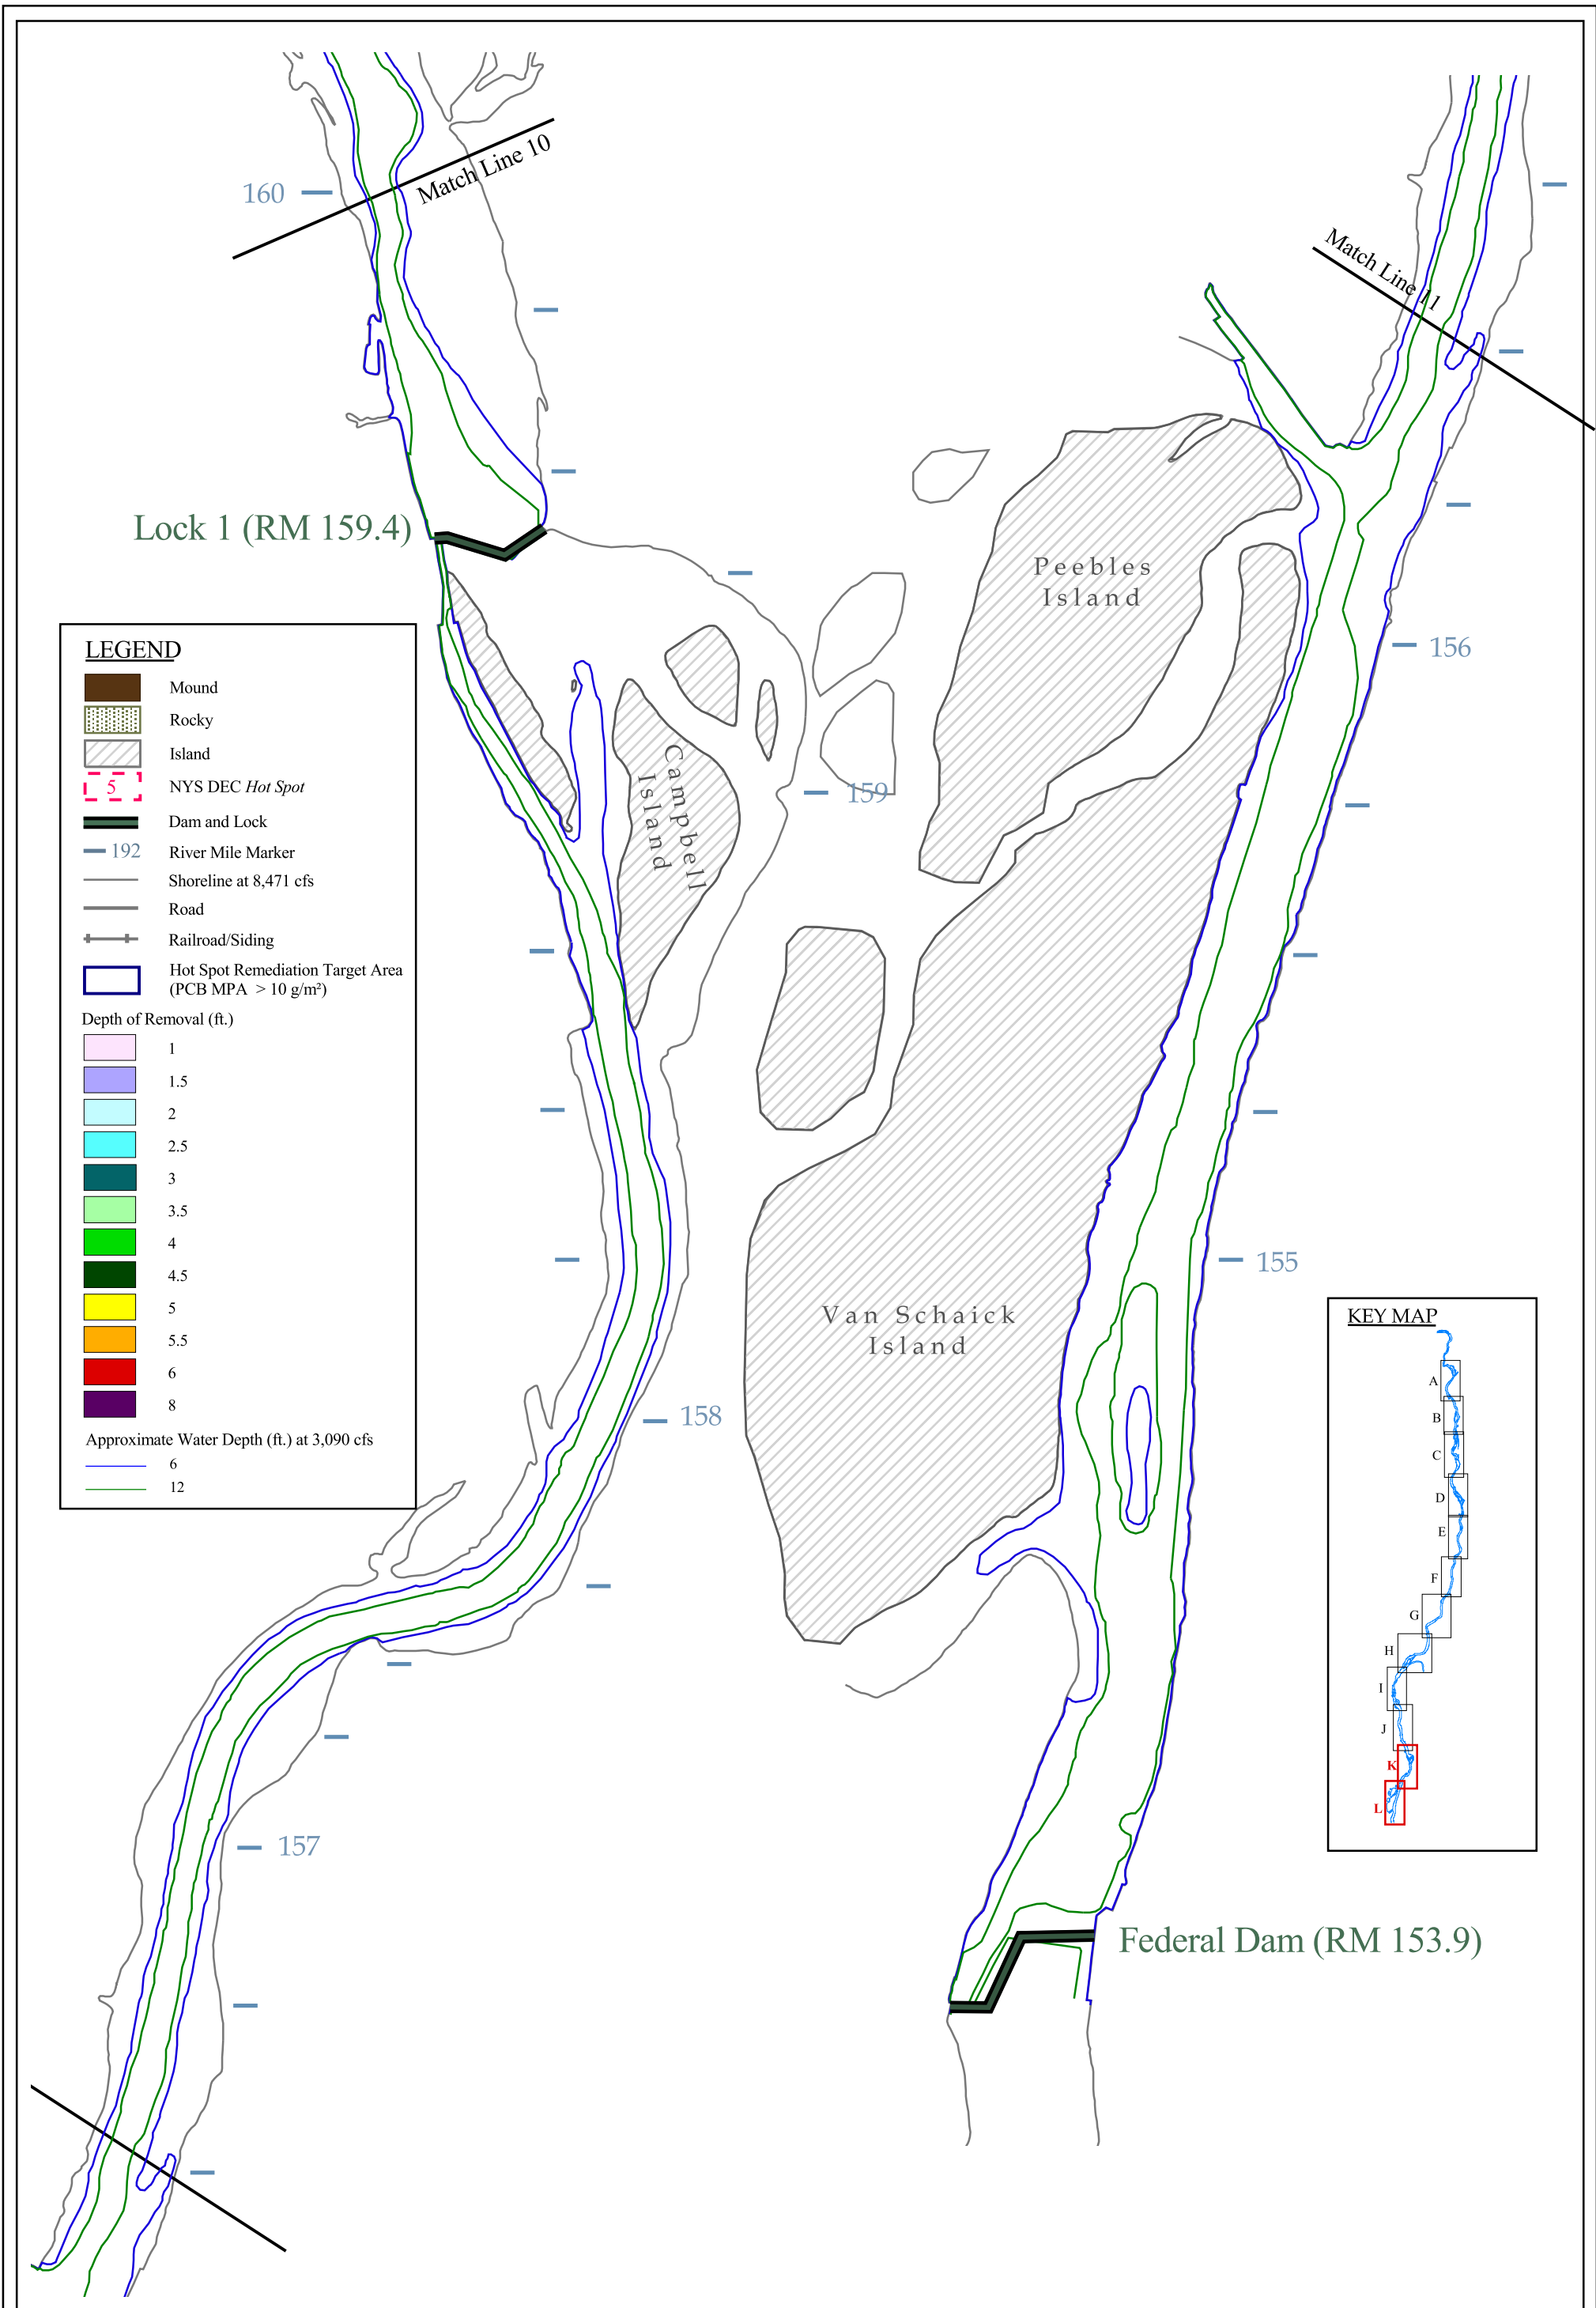 Match Line 10
160
Match Line 11
Lock 1 (RM 159.4)
Peebles
Island
156
Campbell
Island
159
LEGEND
Mound
Rocky
Island
5
NYS DEC Hot Spot
Dam and Lock
192
River Mile Marker
Shoreline at 8,471 cfs
Road
Railroad/Siding
Hot Spot Remediation Target Area
(PCB MPA > 10 g/m²)
Depth of Removal (ft.)
1
1.5
2
2.5
3
3.5
4
4.5
5
5.5
6
8
Approximate Water Depth (ft.) at 3,090 cfs
6
12
155
Van Schaick
Island
158
KEY MAP
A
B
C
D
E
F
G
H
I
J
K
L
157
Federal Dam (RM 153.9)